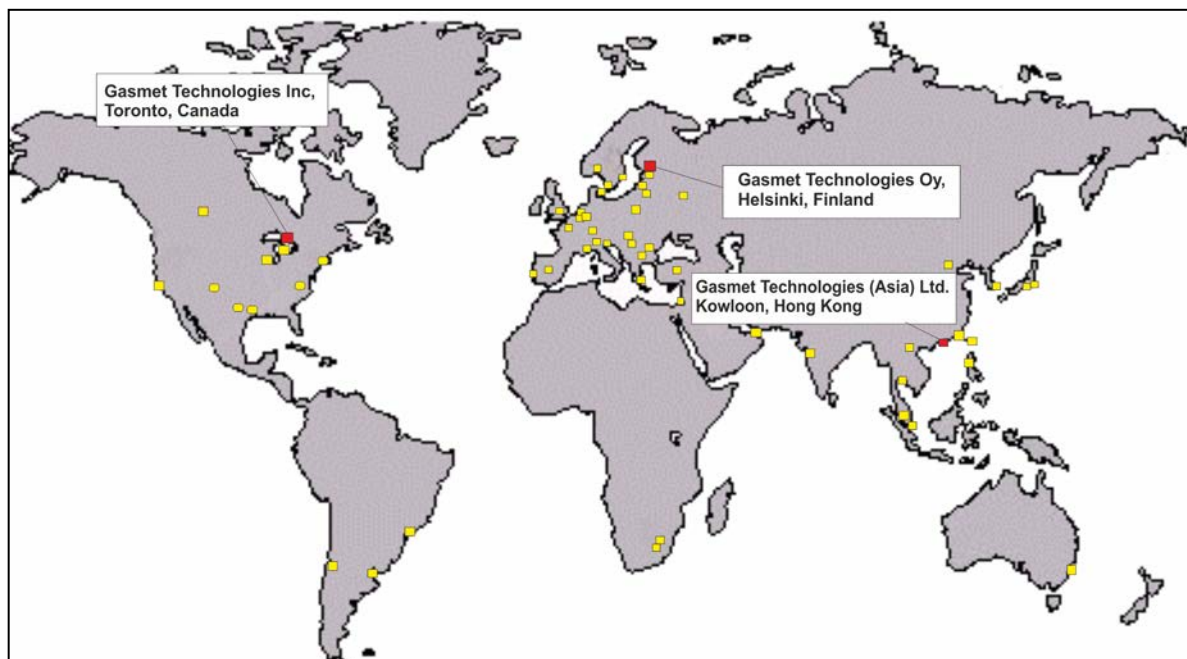 Gasmet Technologies Inc,
Toronto, Canada
Gasmet Technologies Oy,
Helsinki, Finland
Gasmet Technologies (Asia) Ltd.
Kowloon, Hong Kong